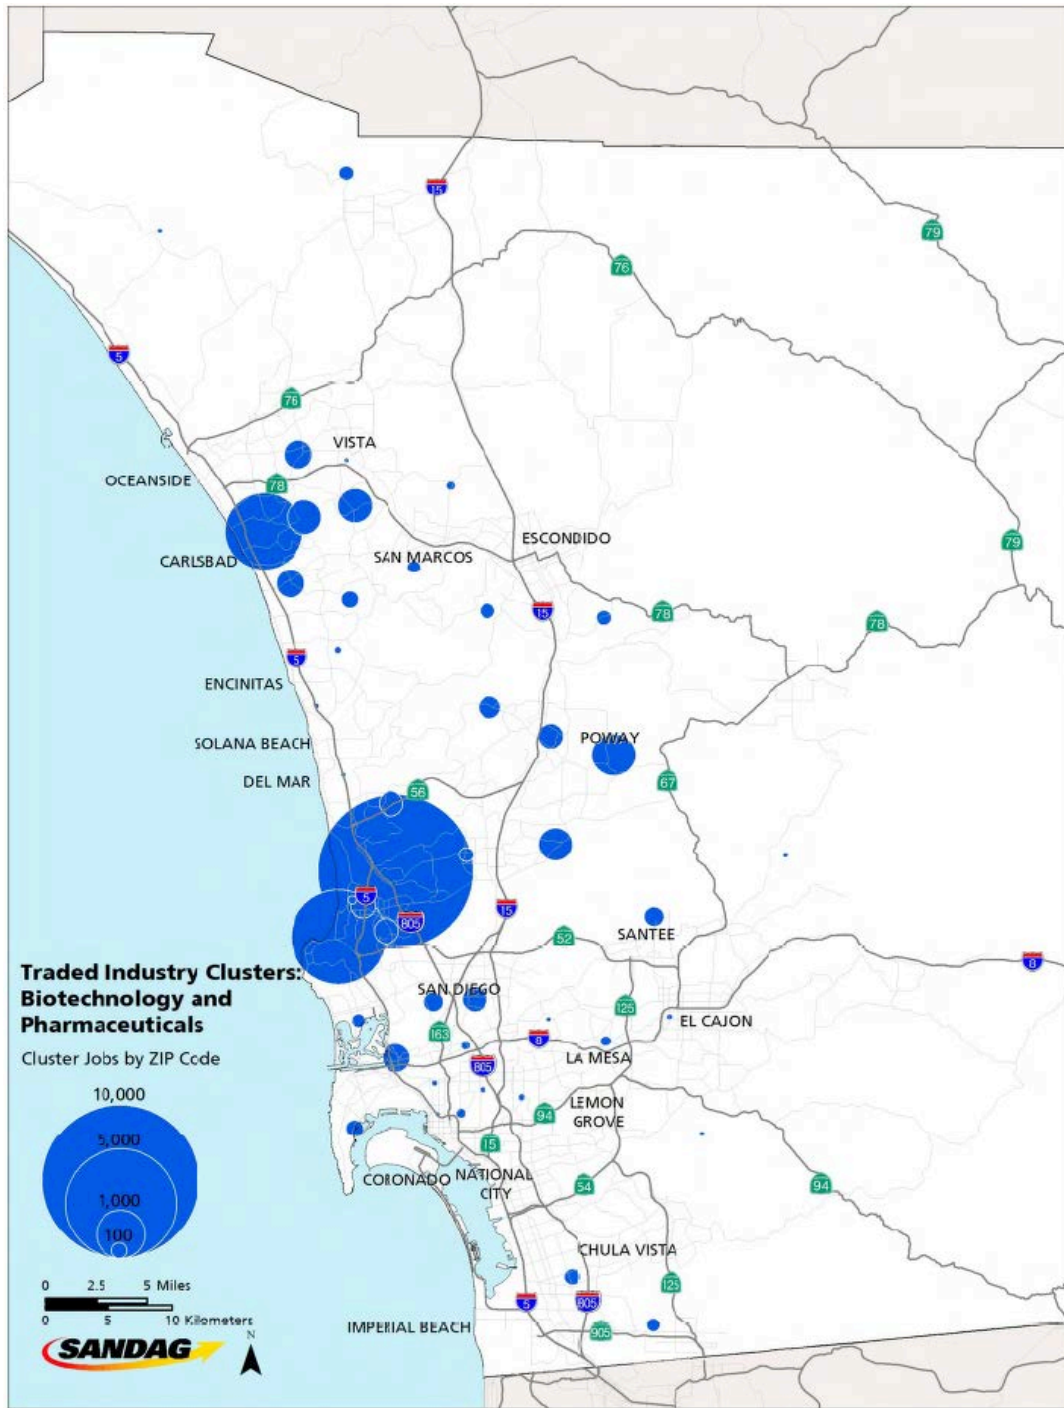 15
79
76
5
76
VISTA
OCEANSIDE
78
ESCONDIDO
79
SAN MARCOS
CARLSBAD
15
78
78
5
ENCINITAS
POWAY
SOLANA BEACH
DEL MAR
67
56
5
15
805
SANTEE
52
8
Traded Industry Clusters:
Biotechnology and
Pharmaceuticals
SAN DIEGO
125
EL CAJON
163
8
Cluster Jobs by ZIP Code
LA MESA
805
10,000
LEMON
GROVE
94
5,000
15
CORONADO
NATIONAL
CITY
54
94
1,000
100
CHULA VISTA
0 2.5 5 Miles
125
5
805
0 5 10 Kilometers
IMPERIAL BEACH
905
N
SANDAG